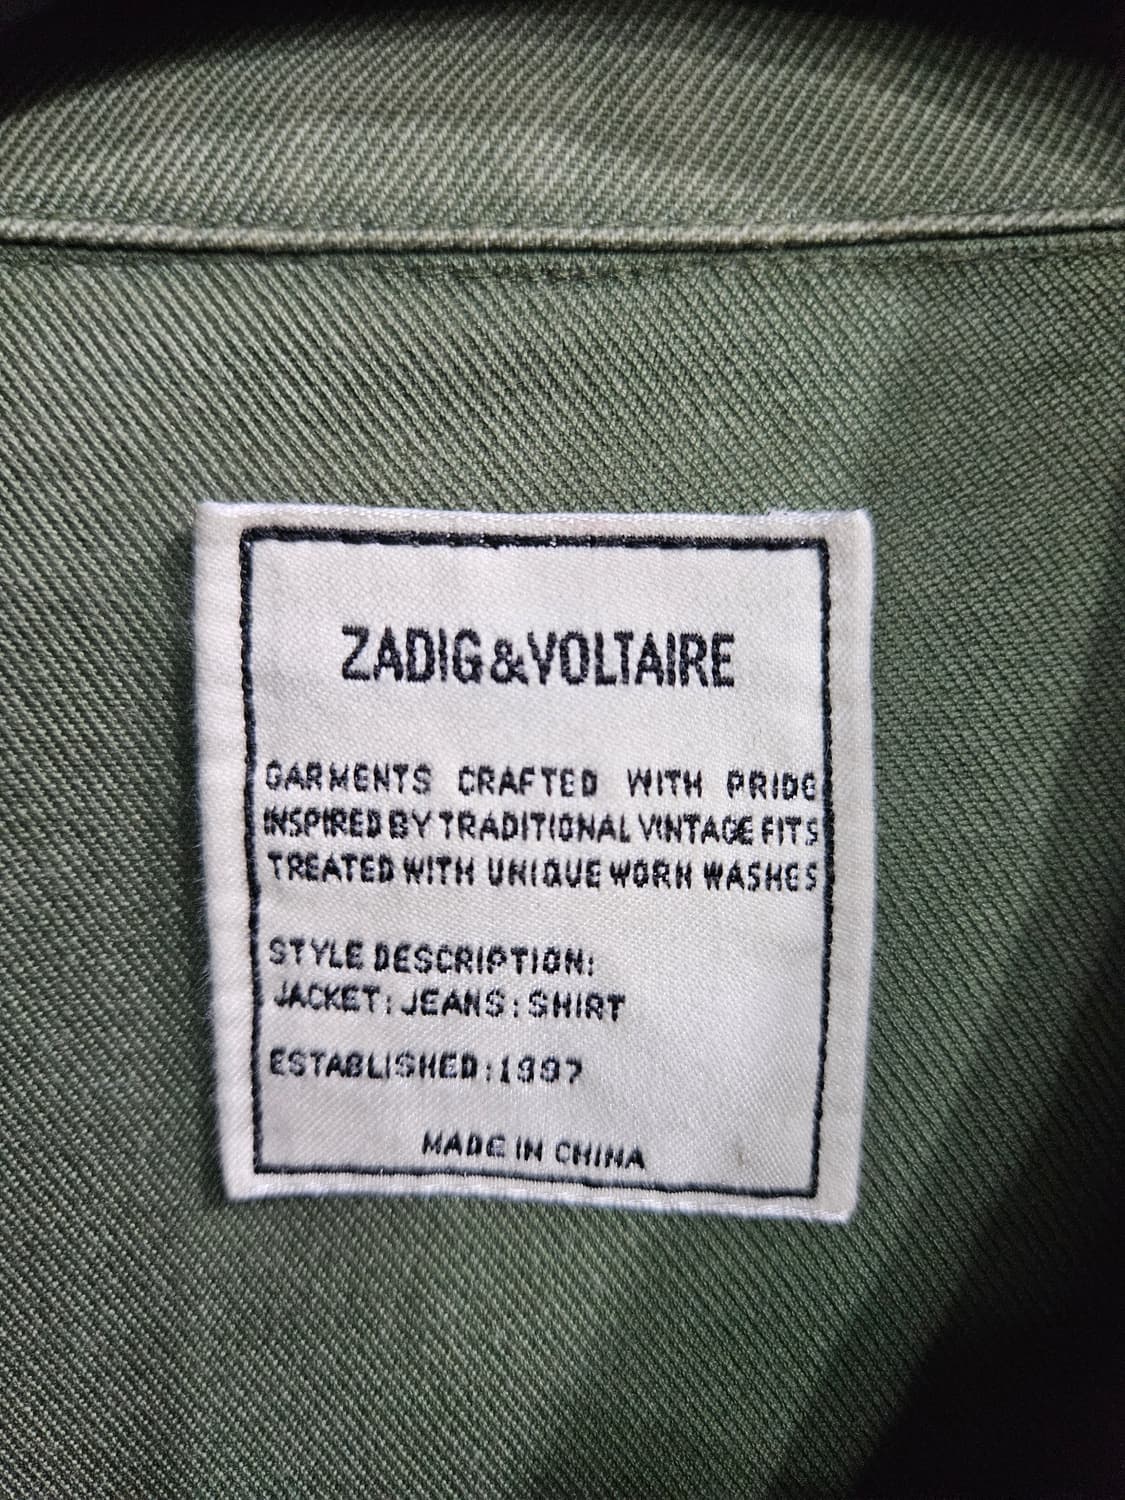 ZADIG&VOLTAIRE
GARMENTS CRAFTED WITH PRIDE
INSPIRED BY TRADITIONAL VINTAGE FITS
TREATED WITH UNIQUE WORN WASHES
STYLE DESCRIPTION:
JACKET:JEANS:SHIRT
ESTABLISHED:1997
MADE IN CHINA